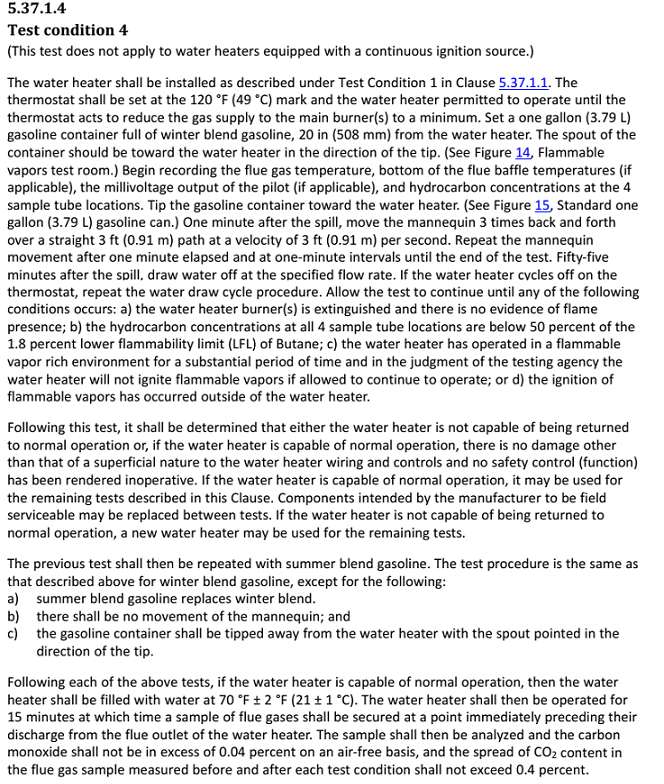 5.37.1.4
Test condition 4
(This test does not apply to water heaters equipped with a continuous ignition source.)
The water heater shall be installed as described under Test Condition 1 in Clause 5.37.1.1. The
thermostat shall be set at the 120 °F (49 °C) mark and the water heater permitted to operate until the
thermostat acts to reduce the gas supply to the main burner(s) to a minimum. Set a one gallon (3.79 L)
gasoline container full of winter blend gasoline, 20 in (508 mm) from the water heater. The spout of the
container should be toward the water heater in the direction of the tip. (See Figure 14, Flammable
vapors test room.) Begin recording the flue gas temperature, bottom of the flue baffle temperatures (if
applicable), the millivoltage output of the pilot (if applicable), and hydrocarbon concentrations at the 4
sample tube locations. Tip the gasoline container toward the water heater. (See Figure 15, Standard one
gallon (3.79 L) gasoline can.) One minute after the spill, move the mannequin 3 times back and forth
over a straight 3 ft (0.91 m) path at a velocity of 3 ft (0.91 m) per second. Repeat the mannequin
movement after one minute elapsed and at one-minute intervals until the end of the test. Fifty-five
minutes after the spill, draw water off at the specified flow rate. If the water heater cycles off on the
thermostat, repeat the water draw cycle procedure. Allow the test to continue until any of the following
conditions occurs: a) the water heater burner(s) is extinguished and there is no evidence of flame
presence; b) the hydrocarbon concentrations at all 4 sample tube locations are below 50 percent of the
1.8 percent lower flammability limit (LFL) of Butane; c) the water heater has operated in a flammable
vapor rich environment for a substantial period of time and in the judgment of the testing agency the
water heater will not ignite flammable vapors if allowed to continue to operate; or d) the ignition of
flammable vapors has occurred outside of the water heater.
Following this test, it shall be determined that either the water heater is not capable of being returned
to normal operation or, if the water heater is capable of normal operation, there is no damage other
than that of a superficial nature to the water heater wiring and controls and no safety control (function)
has been rendered inoperative. If the water heater is capable of normal operation, it may be used for
the remaining tests described in this Clause. Components intended by the manufacturer to be field
serviceable may be replaced between tests. If the water heater is not capable of being returned to
normal operation, a new water heater may be used for the remaining tests.
The previous test shall then be repeated with summer blend gasoline. The test procedure is the same as
that described above for winter blend gasoline, except for the following:
a) summer blend gasoline replaces winter blend.
b) there shall be no movement of the mannequin; and
c) the gasoline container shall be tipped away from the water heater with the spout pointed in the
direction of the tip.
Following each of the above tests, if the water heater is capable of normal operation, then the water
heater shall be filled with water at 70 °F ± 2 °F (21 ± 1 °C). The water heater shall then be operated for
15 minutes at which time a sample of flue gases shall be secured at a point immediately preceding their
discharge from the flue outlet of the water heater. The sample shall then be analyzed and the carbon
monoxide shall not be in excess of 0.04 percent on an air-free basis, and the spread of CO₂ content in
the flue gas sample measured before and after each test condition shall not exceed 0.4 percent.